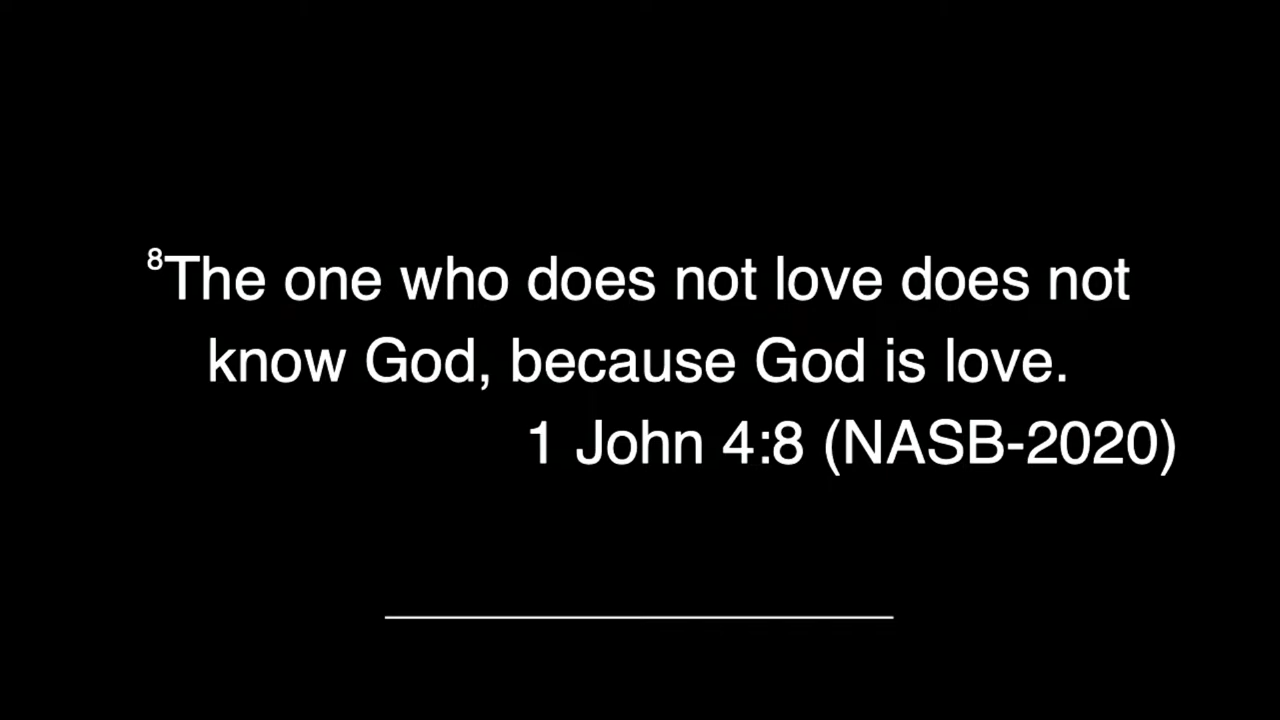 ⁸The one who does not love does not
know God, because God is love.
1 John 4:8 (NASB-2020)